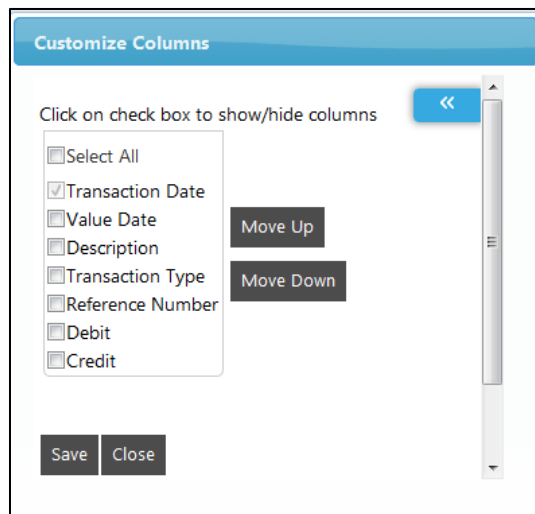 Customize Columns
«
Click on check box to show/hide columns
Select All
Transaction Date
Value Date
Description
Transaction Type
Reference Number
Debit
Credit
Move Up
Move Down
Save Close